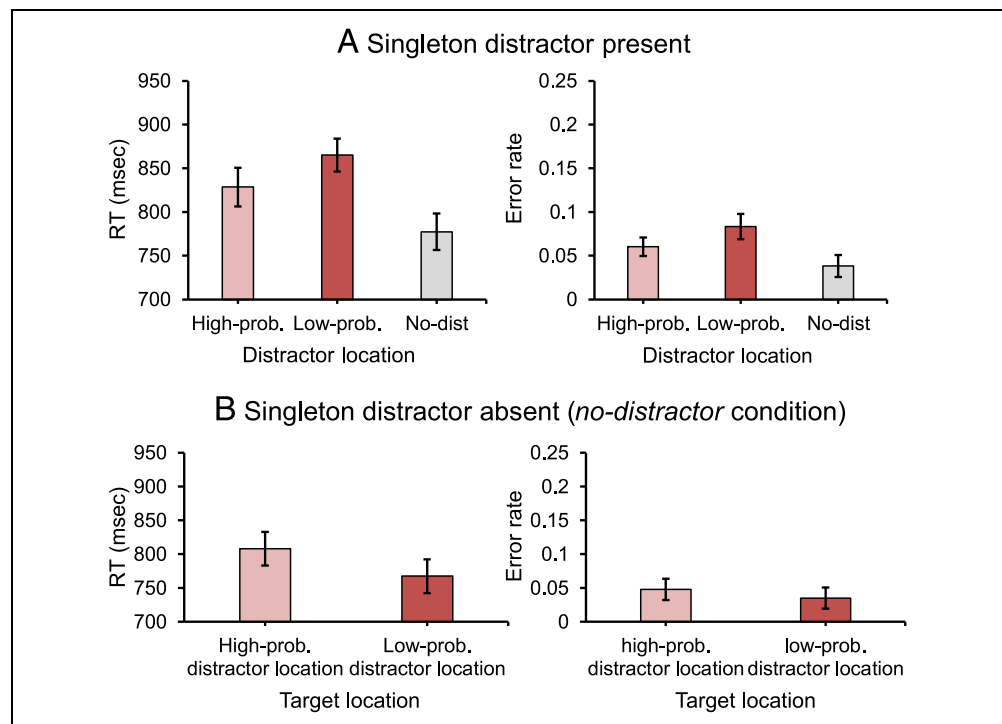 A Singleton distractor present
950
900
850
800
750
700
RT (msec)
High-prob. Low-prob. No-dist
Distractor location
0.25
0.2
0.15
0.1
0.05
0
Error rate
High-prob. Low-prob. No-dist
Distractor location
B Singleton distractor absent (no-distractor condition)
950
900
850
800
750
700
RT (msec)
High-prob. Low-prob.
distractor location distractor location
Target location
0.25
0.2
0.15
0.1
0.05
0
Error rate
high-prob. low-prob.
distractor location distractor location
Target location